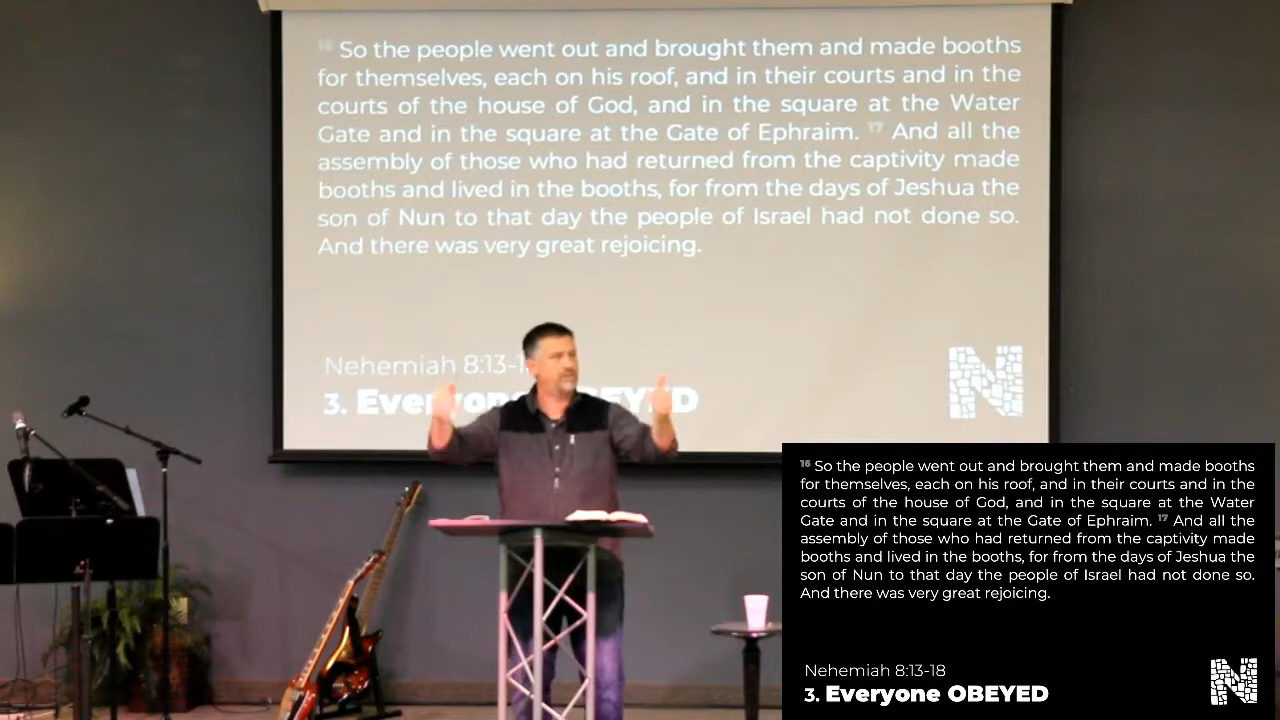 16 So the people went out and brought them and made booths
for themselves, each on his roof, and in their courts and in the
courts of the house of God, and in the square at the Water
Gate and in the square at the Gate of Ephraim. 17 And all the
assembly of those who had returned from the captivity made
booths and lived in the booths, for from the days of Jeshua the
son of Nun to that day the people of Israel had not done so.
And there was very great rejoicing.
Nehemiah 8:13-1
3. Everyone OBEYED
N
16 So the people went out and brought them and made booths
for themselves, each on his roof, and in their courts and in the
courts of the house of God, and in the square at the Water
Gate and in the square at the Gate of Ephraim. 17 And all the
assembly of those who had returned from the captivity made
booths and lived in the booths, for from the days of Jeshua the
son of Nun to that day the people of Israel had not done so.
And there was very great rejoicing.
Nehemiah 8:13-18
3. Everyone OBEYED
N